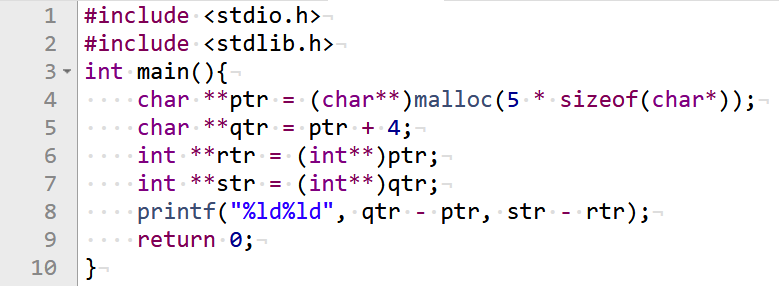 1 #include <stdio.h>¬
2 #include <stdlib.h>¬
3 int main(){¬
4 ····char·**ptr·=·(char**)malloc(5·*·sizeof(char*));¬
5 ····char·**qtr·=·ptr·+·4;¬
6 ····int·**rtr·=·(int**)ptr;¬
7 ····int·**str·=·(int**)qtr;¬
8 ····printf("%ld%ld",·qtr·-·ptr,·str·-·rtr);¬
9 ····return·0;¬
10 }¬